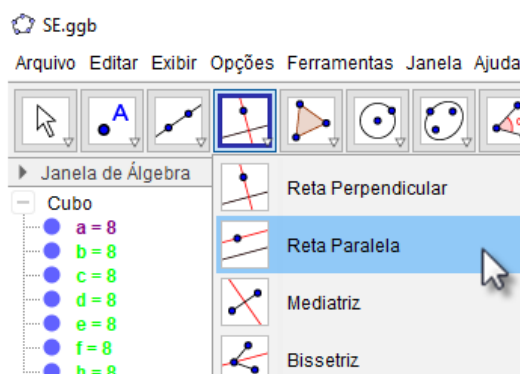 SE.ggb
Arquivo Editar Exibir Opções Ferramentas Janela Ajuda
A
Janela de Álgebra
Cubo
a = 8
b = 8
c = 8
d = 8
e = 8
f = 8
h = 8
Reta Perpendicular
Reta Paralela
Mediatriz
Bissetriz